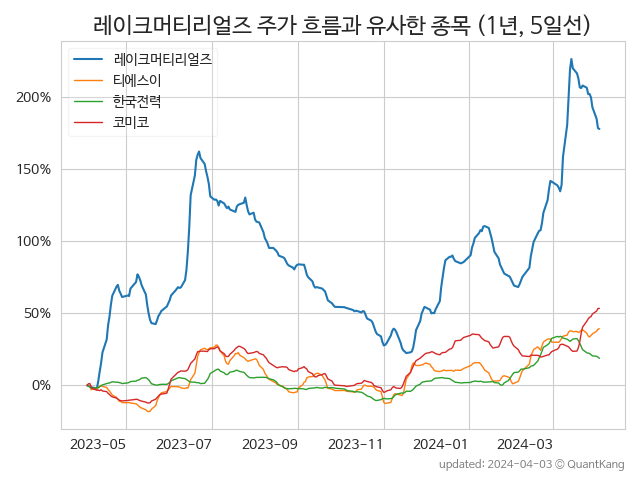 레이크머티리얼즈 주가 흐름과 유사한 종목 (1년, 5일선)
레이크머티리얼즈
티에스이
한국전력
코미코
200%
150%
100%
50%
0%
2023-05 2023-07 2023-09 2023-11 2024-01 2024-03
updated: 2024-04-03 © QuantKang